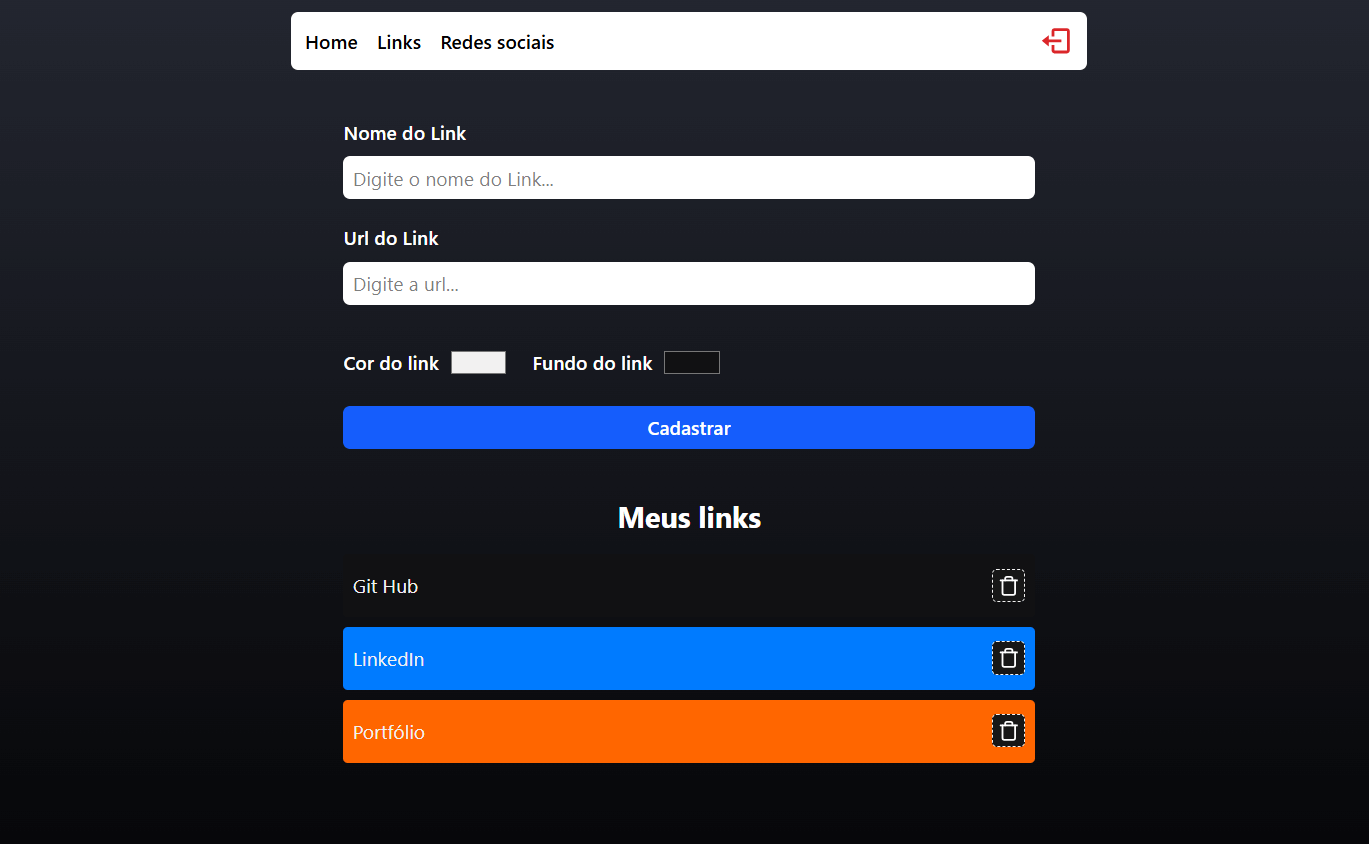 Home Links Redes sociais
Nome do Link
Digite o nome do Link...
Url do Link
Digite a url...
Cor do link Fundo do link
Cadastrar
Meus links
Git Hub
LinkedIn
Portfólio